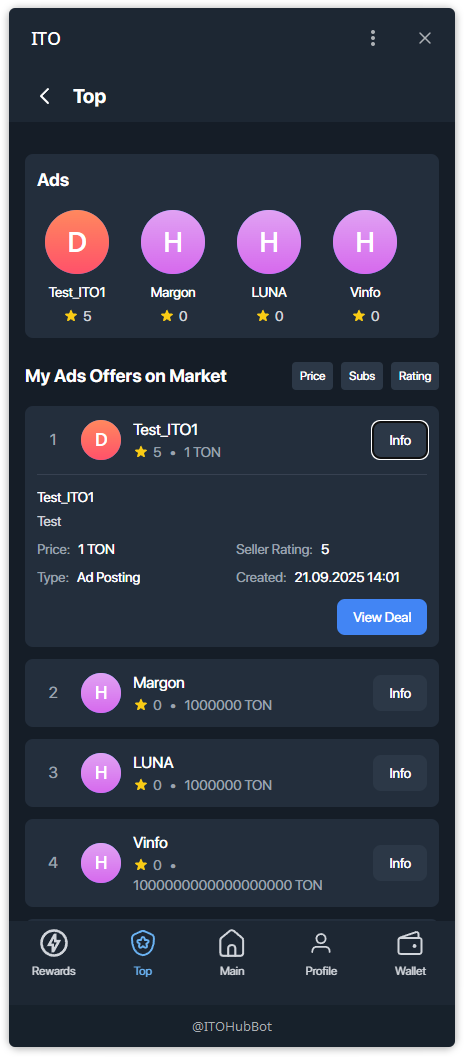 ITO
Top
Ads
D H H H
Test_ITO1 Margon LUNA Vinfo
5 0 0 0
My Ads Offers on Market Price Subs Rating
1 D Test_ITO1 Info
5 • 1 TON
Test_ITO1
Test
Price: 1 TON Seller Rating: 5
Type: Ad Posting Created: 21.09.2025 14:01
View Deal
2 H Margon Info
0 • 1000000 TON
3 H LUNA Info
0 • 1000000 TON
4 H Vinfo Info
0 •
1000000000000000000 TON
Rewards Top Main Profile Wallet
@ITOHubBot